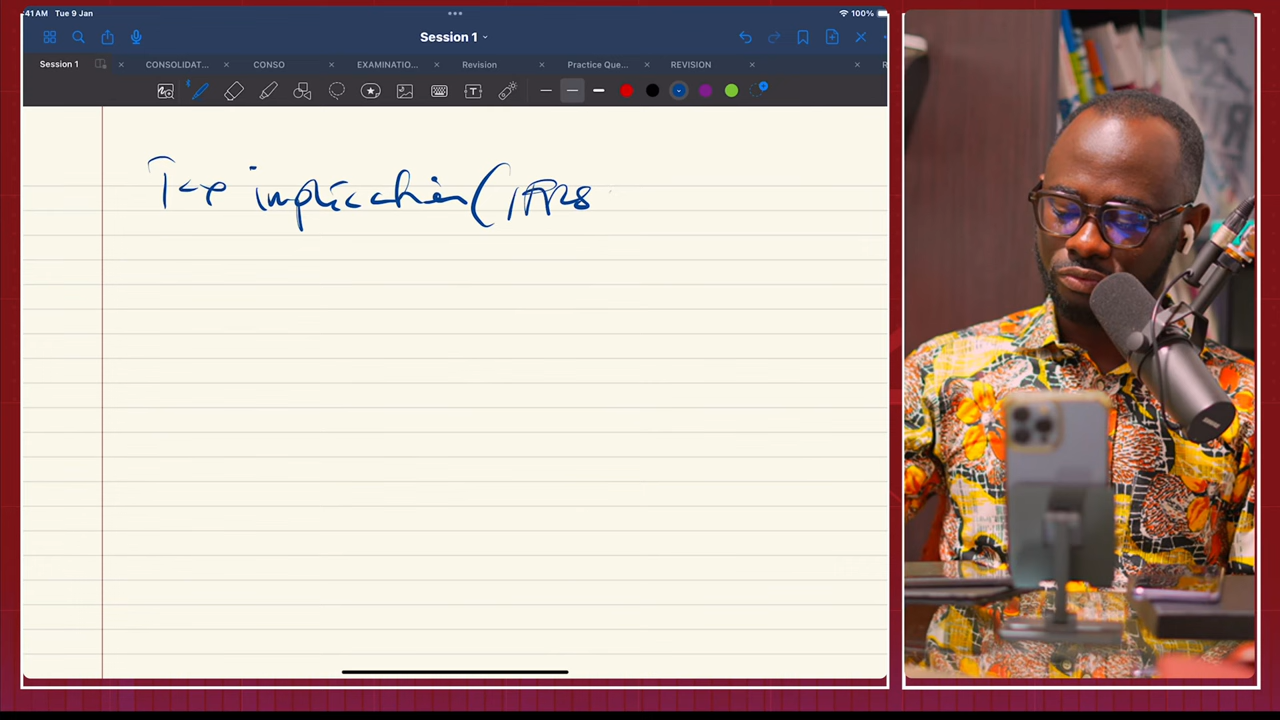 41 AM Tue 9 Jan
100%
Session 1
Session 1
CONSOLIDAT...
CONSO
EXAMINATIO...
Revision
Practice Que...
REVISION
Tax implication (IFRS